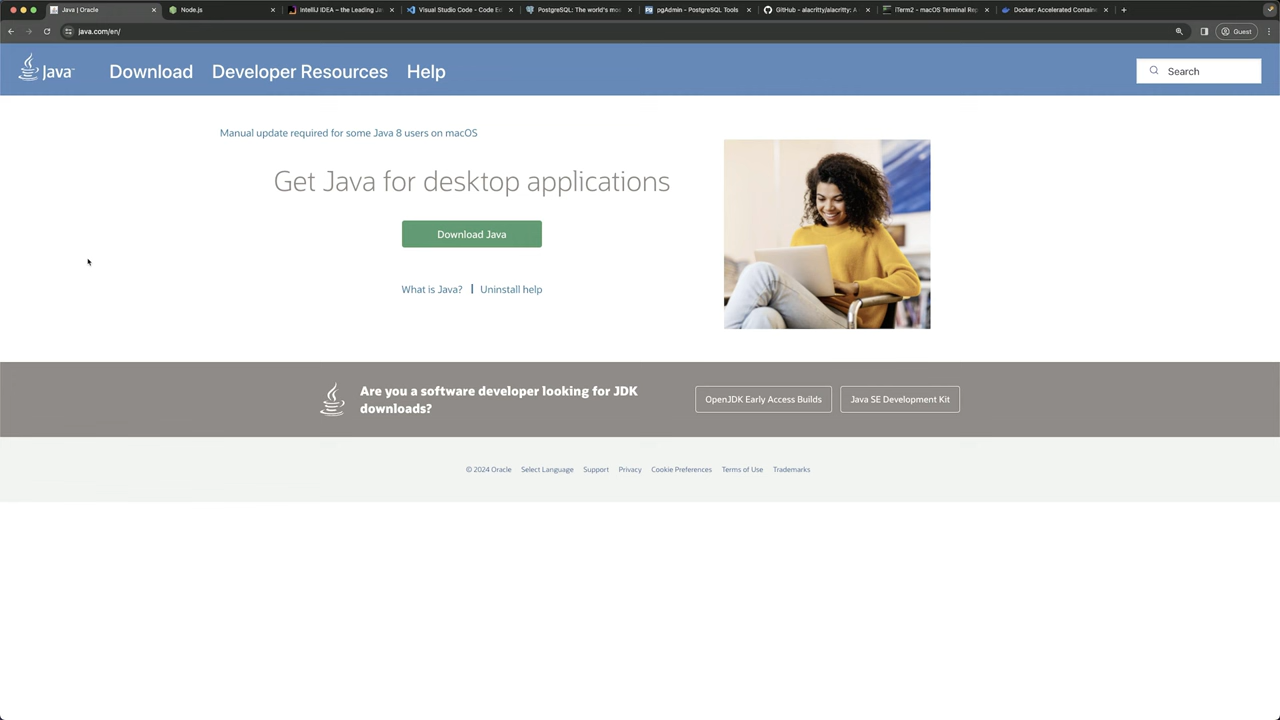 Java | Oracle
Node.js
IntelliJ IDEA – the Leading Ja
Visual Studio Code - Code Ed
PostgreSQL: The world's mos
pgAdmin - PostgreSQL Tools
GitHub - alacritty/alacritty: A
iTerm2 - macOS Terminal Rep
Docker: Accelerated Containe
java.com/en/
Guest
Java
Download
Developer Resources
Help
Search
Manual update required for some Java 8 users on macOS
Get Java for desktop applications
Download Java
What is Java?
Uninstall help
Are you a software developer looking for JDK
downloads?
OpenJDK Early Access Builds
Java SE Development Kit
© 2024 Oracle
Select Language
Support
Privacy
Cookie Preferences
Terms of Use
Trademarks